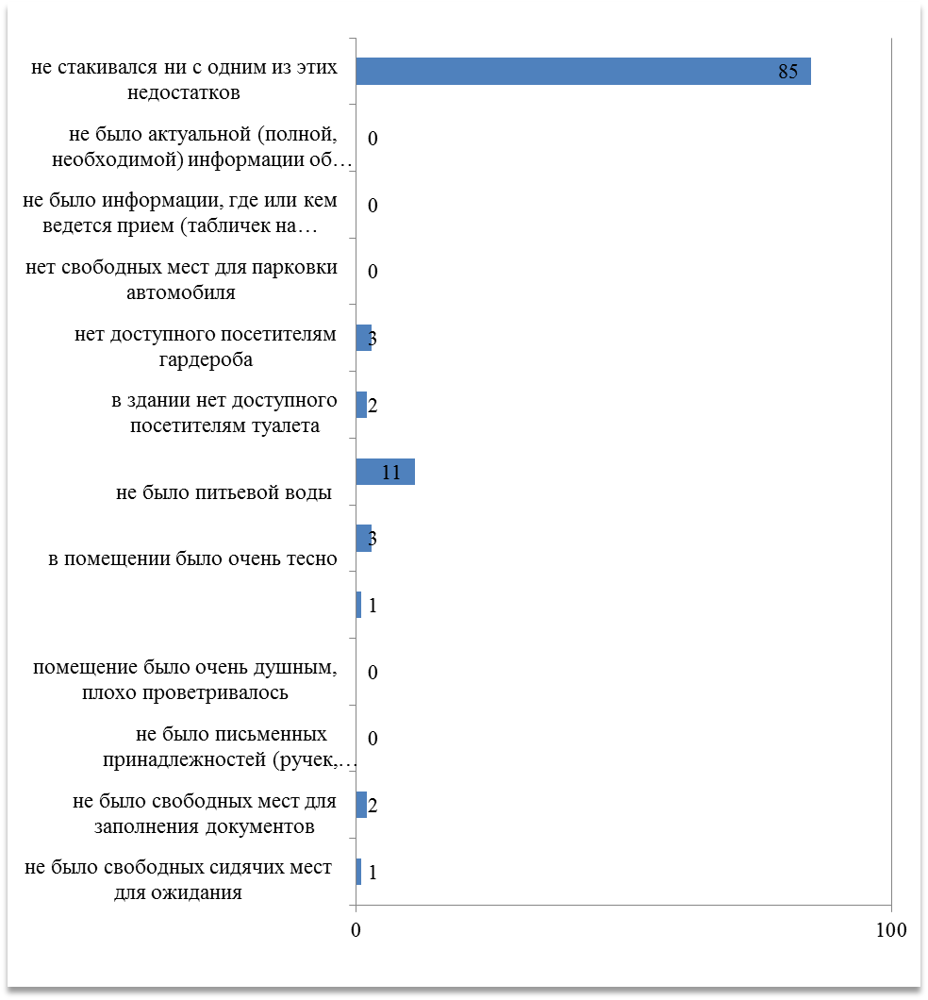 не стакивался ни с одним из этих
недостатков
85
не было актуальной (полной,
необходимой) информации об…
0
не было информации, где или кем
ведется прием (табличек на…
0
нет свободных мест для парковки
автомобиля
0
нет доступного посетителям
гардероба
3
в здании нет доступного
посетителям туалета
2
не было питьевой воды
11
в помещении было очень тесно
3
1
помещение было очень душным,
плохо проветривалось
0
не было письменных
принадлежностей (ручек,…
0
не было свободных мест для
заполнения документов
2
не было свободных сидячих мест
для ожидания
1
0
100